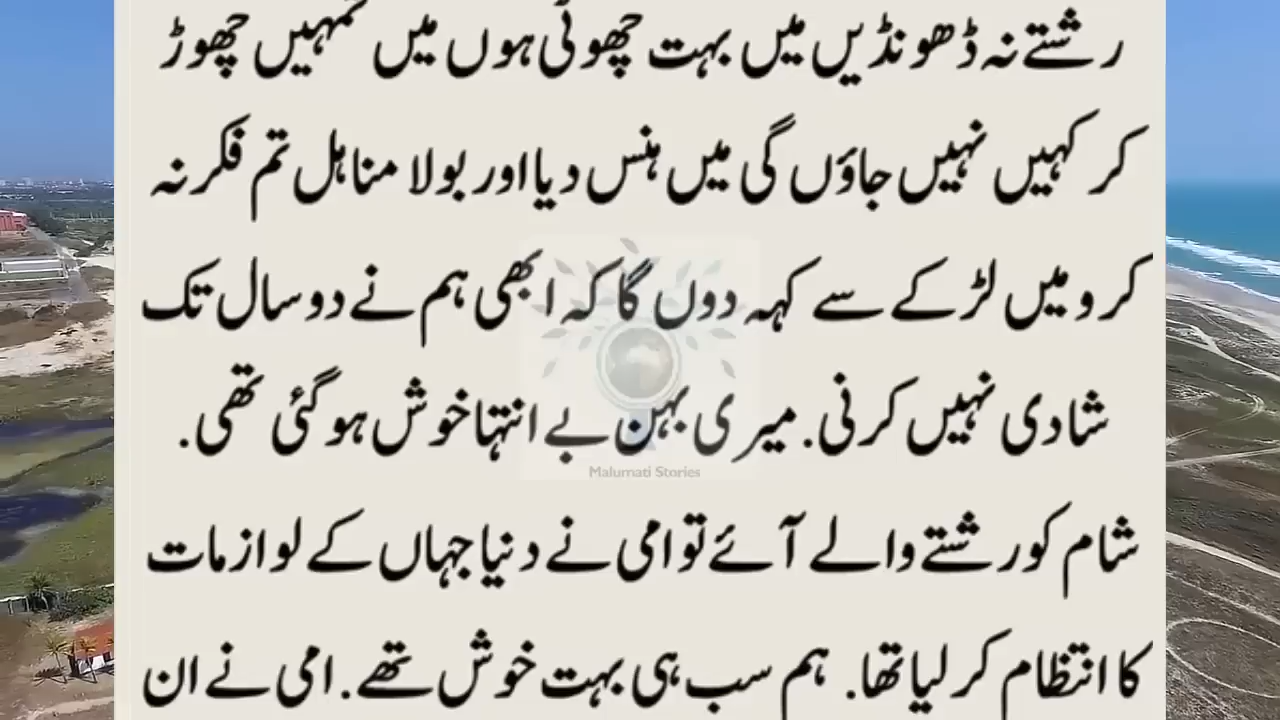 رشتے نہ ڈھونڈیں میں بہت چھوٹی ہوں میں تمہیں چھوڑ
کر کہیں نہیں جاؤں گی میں ہنس دیا اور بولا مناہل تم فکر نہ
کرو میں لڑکے سے کہہ دوں گا کہ ابھی ہم نے دو سال تک
شادی نہیں کرنی. میری بہن بے انتہا خوش ہو گئی تھی.
Malumati Stories
شام کو رشتے والے آئے تو امی نے دنیا جہاں کے لوازمات
کا انتظام کر لیا تھا. ہم سب ہی بہت خوش تھے. امی نے ان